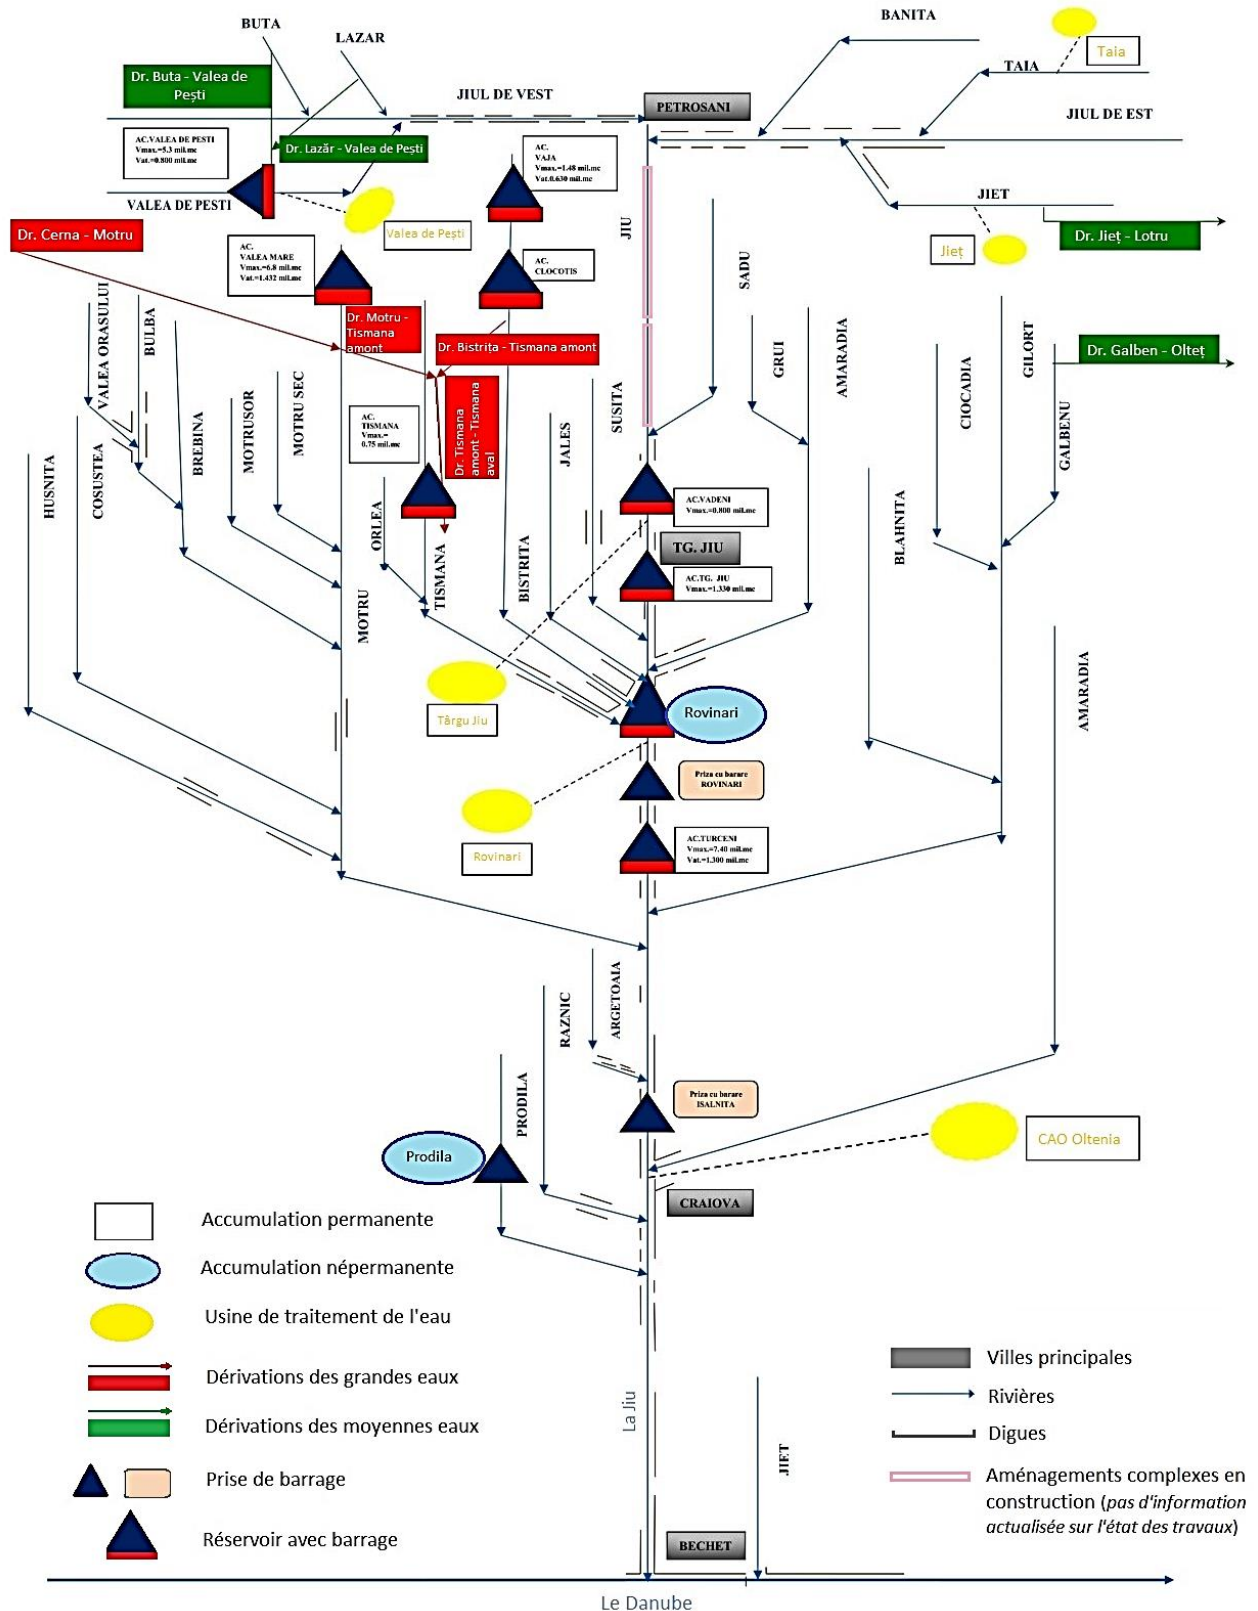 BUTA
LAZAR
BANITA
Taia
TAIA
Dr. Buta - Valea de
Pești
JIUL DE VEST
PETROSANI
JIUL DE EST
AC.VALEA DE PESTI
Vmax.=5.3 mil.mc
Vat.=0.800 mil.mc
Dr. Lazăr - Valea de Pești
AC.
VAJA
Vmax.=1.48 mil.mc
Vat.0.630 mil.mc
VALEA DE PESTI
Valea de Pești
JIU
JIET
Dr. Cerna - Motru
Dr. Jieț - Lotru
Jieț
AC.
VALEA MARE
Vmax.=6.8 mil.mc
Vat.=1.432 mil.mc
AC.
CLOCOTIS
SADU
VALEA ORASULUI
BULBA
Dr. Motru -
Tismana
amont
Dr. Bistrița - Tismana amont
GRUI
AMARADIA
GILORT
Dr. Galben - Olteț
CIOCADIA
GALBENU
HUSNITA
COSUSTEA
BREBINA
MOTRUSOR
MOTRU SEC
AC.
TISMANA
Vmax.=
0.75 mil.mc
Dr. Tismana
amont - Tismana
aval
JALES
SUSITA
ORLEA
TISMANA
BISTRITA
AC.VADENI
Vmax.=0.800 mil.mc
TG. JIU
AC.TG. JIU
Vmax.=1.330 mil.mc
BLAHNITA
MOTRU
AMARADIA
Târgu Jiu
Rovinari
Priza cu barare
ROVINARI
Rovinari
AC.TURCENI
Vmax.=7.40 mil.mc
Vat.=1.300 mil.mc
RAZNIC
ARGETOAIA
PRODILA
Priza cu barare
ISALNITA
Prodila
CAO Oltenia
CRAIOVA
Accumulation permanente
Accumulation népermanente
Usine de traitement de l'eau
Dérivations des grandes eaux
Dérivations des moyennes eaux
Prise de barrage
Réservoir avec barrage
La Jiu
JIET
Villes principales
Rivières
Digues
Aménagements complexes en
construction (pas d'information
actualisée sur l'état des travaux)
BECHET
Le Danube